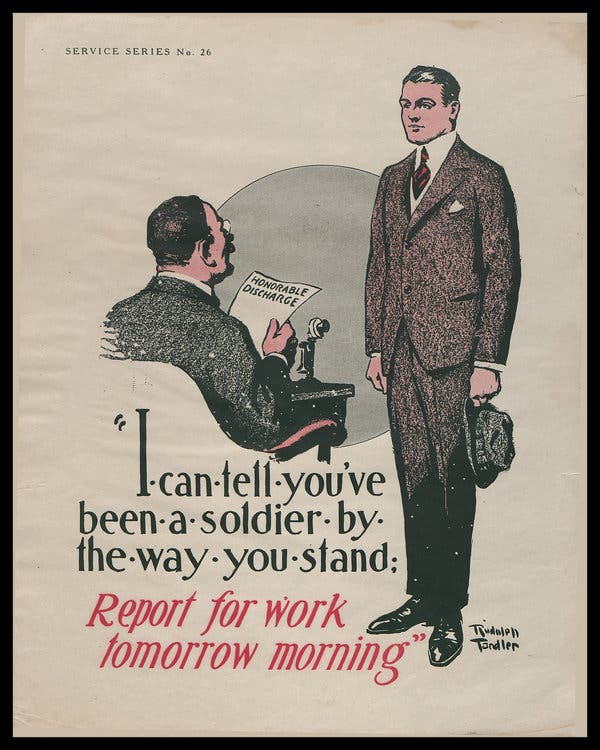 SERVICE SERIES No. 26
HONORABLE
DISCHARGE
"I·can·tell·you've
been·a·soldier·by·
the·way·you·stand;
Report for work
tomorrow morning"
Rudolph
Tandler